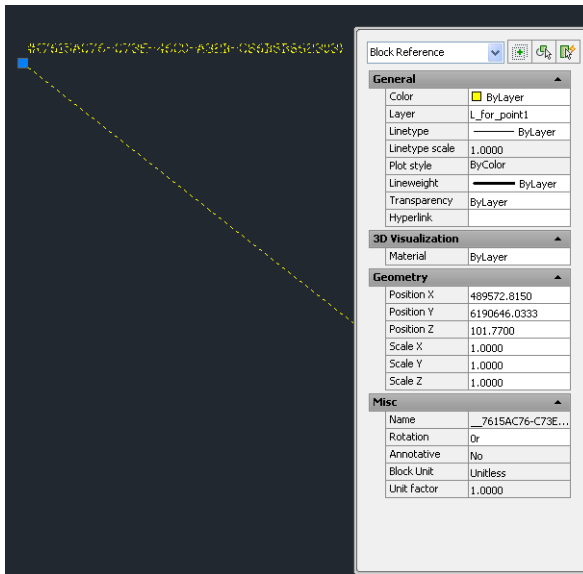 Block Reference
General
Color ByLayer
Layer L_for_point1
Linetype ByLayer
Linetype scale 1.0000
Plot style ByColor
Lineweight ByLayer
Transparency ByLayer
Hyperlink
3D Visualization
Material ByLayer
Geometry
Position X 489572.8150
Position Y 6190646.0333
Position Z 101.7700
Scale X 1.0000
Scale Y 1.0000
Scale Z 1.0000
Misc
Name __7615AC76-C73E...
Rotation 0r
Annotative No
Block Unit Unitless
Unit factor 1.0000